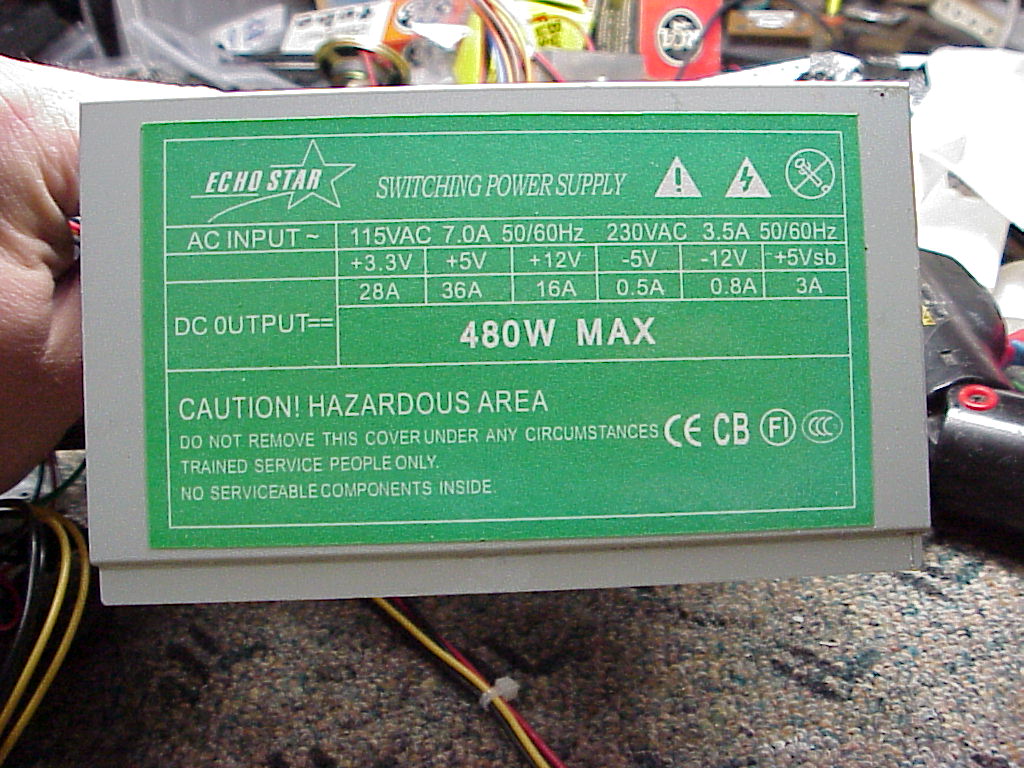 ECHO STAR SWITCHING POWER SUPPLY
AC INPUT ~ 115VAC 7.0A 50/60Hz 230VAC 3.5A 50/60Hz
+3.3V +5V +12V -5V -12V +5Vsb
28A 36A 16A 0.5A 0.8A 3A
DC OUTPUT== 480W MAX
CAUTION! HAZARDOUS AREA
DO NOT REMOVE THIS COVER UNDER ANY CIRCUMSTANCES CE CB FI CCC
TRAINED SERVICE PEOPLE ONLY.
NO SERVICEABLE COMPONENTS INSIDE.